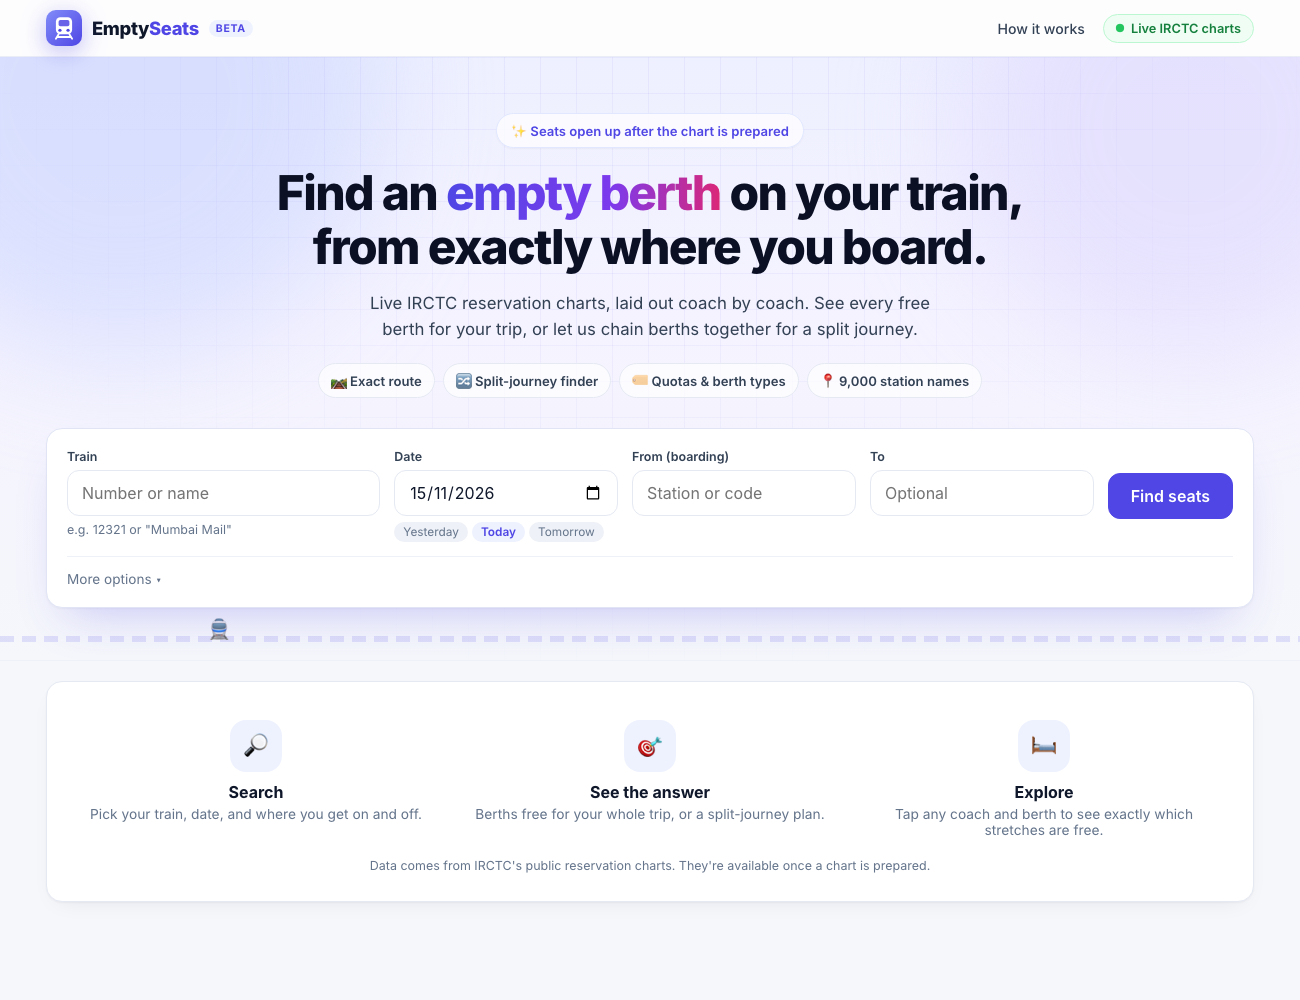 EmptySeats BETA
How it works
Live IRCTC charts
✨ Seats open up after the chart is prepared
Find an empty berth on your train,
from exactly where you board.
Live IRCTC reservation charts, laid out coach by coach. See every free
berth for your trip, or let us chain berths together for a split journey.
Exact route
Split-journey finder
Quotas & berth types
9,000 station names
Train
Date
From (boarding)
To
Number or name
15/11/2026
Station or code
Optional
Find seats
e.g. 12321 or "Mumbai Mail"
Yesterday
Today
Tomorrow
More options ▾
Search
Pick your train, date, and where you get on and off.
See the answer
Berths free for your whole trip, or a split-journey plan.
Explore
Tap any coach and berth to see exactly which
stretches are free.
Data comes from IRCTC's public reservation charts. They're available once a chart is prepared.